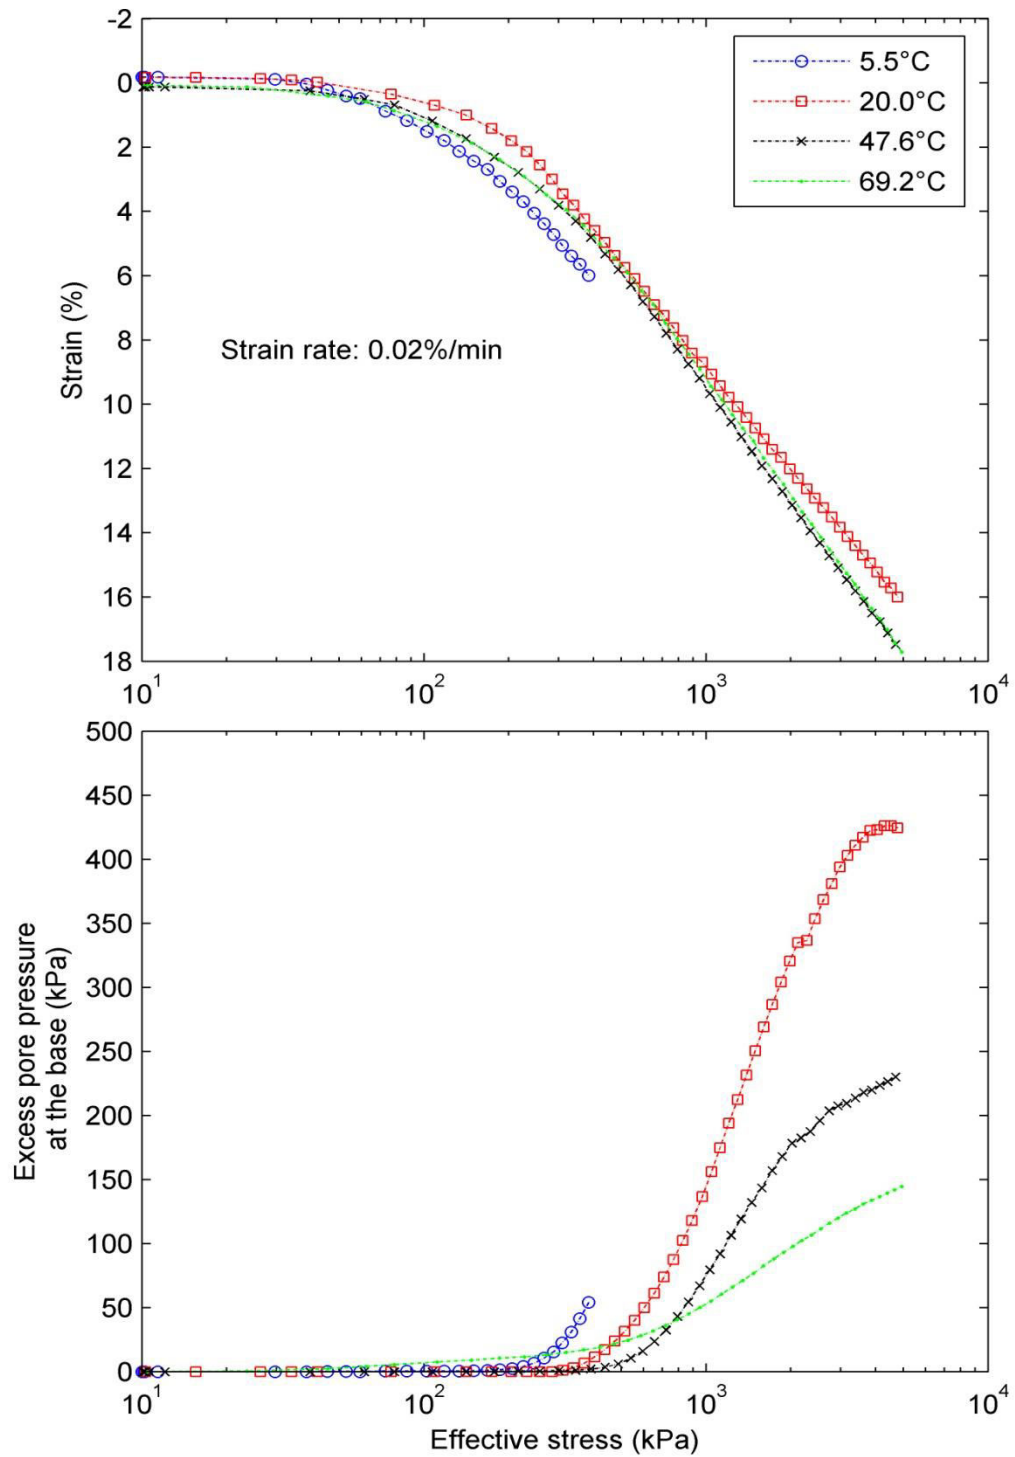 -2
0
2
4
6
8
10
12
14
16
18
Strain (%)
5.5°C
20.0°C
47.6°C
69.2°C
Strain rate: 0.02%/min
10^1 10^2 10^3 10^4
500
450
400
350
300
250
200
150
100
50
0
Excess pore pressure
at the base (kPa)
10^1 10^2 10^3 10^4
Effective stress (kPa)